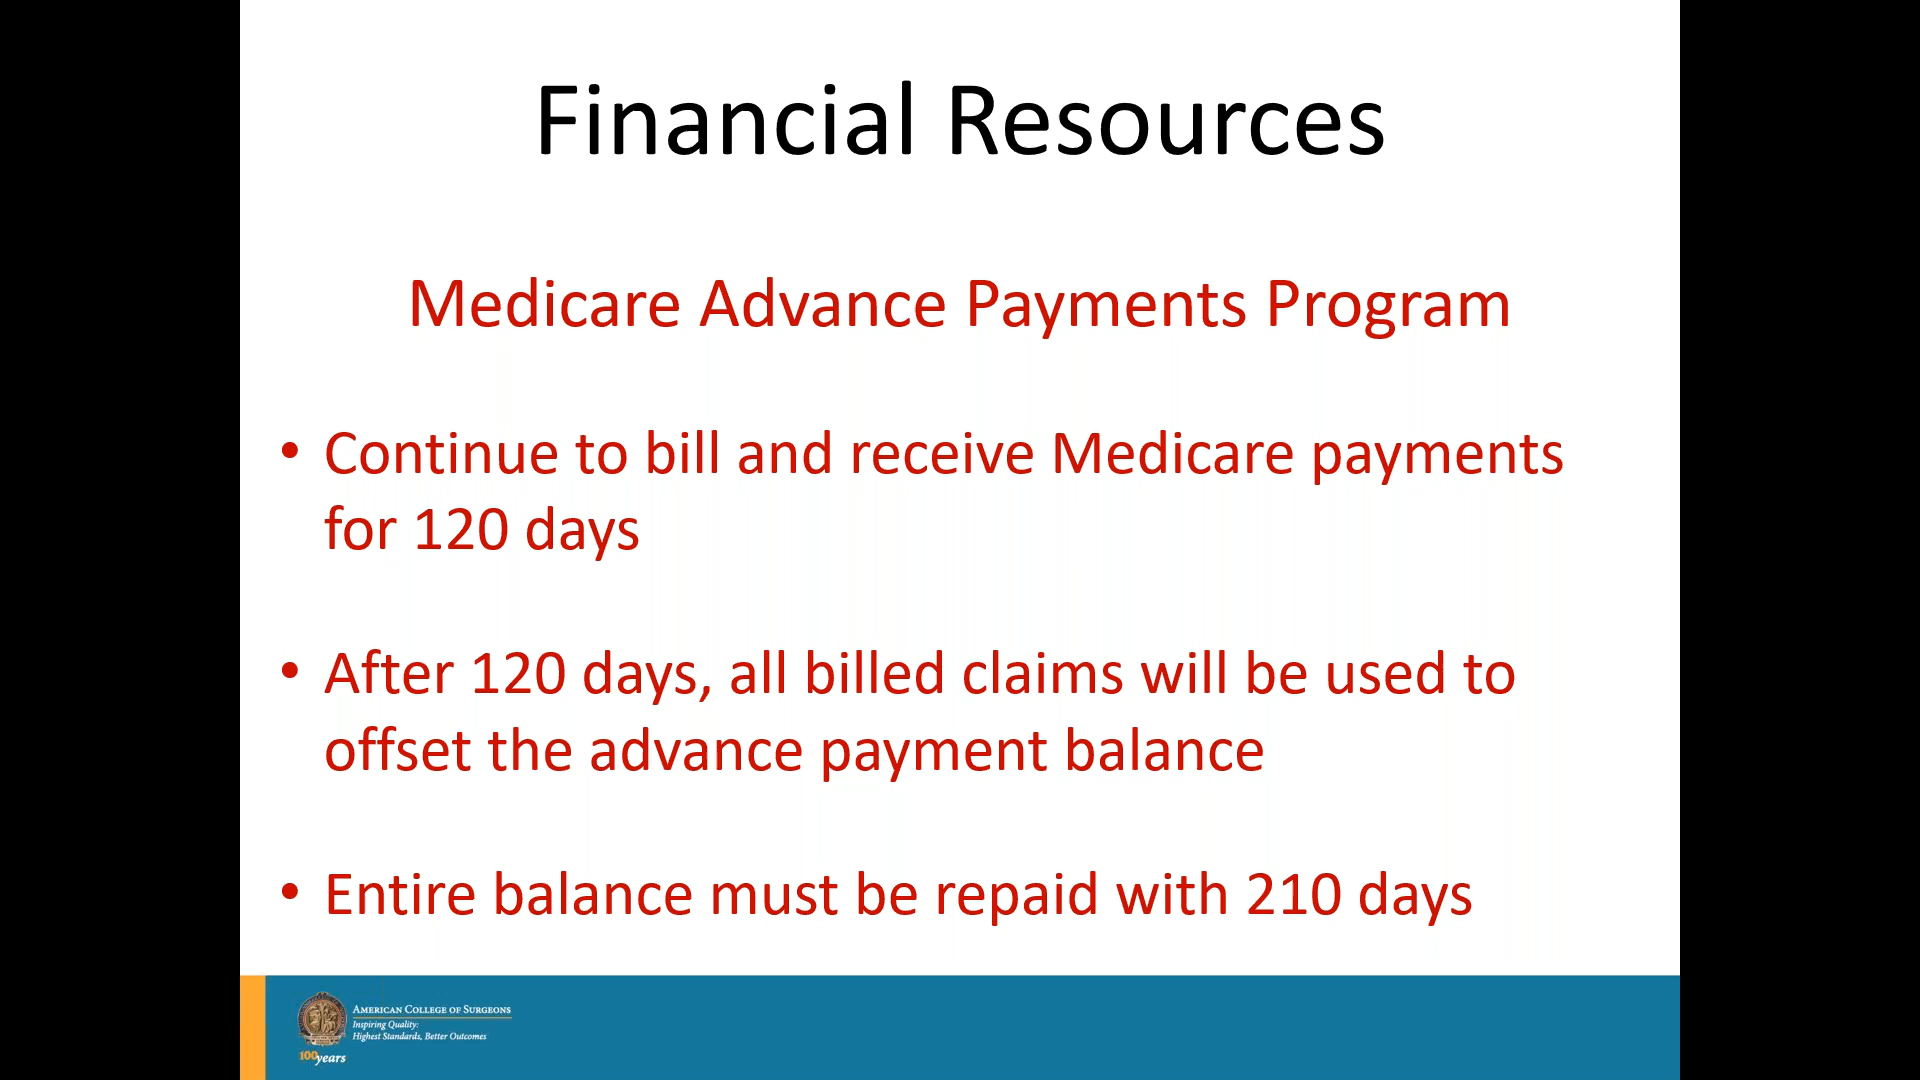 Financial Resources
Medicare Advance Payments Program
• Continue to bill and receive Medicare payments
for 120 days
• After 120 days, all billed claims will be used to
offset the advance payment balance
• Entire balance must be repaid with 210 days
AMERICAN COLLEGE OF SURGEONS
Inspiring Quality:
Highest Standards, Better Outcomes
100years